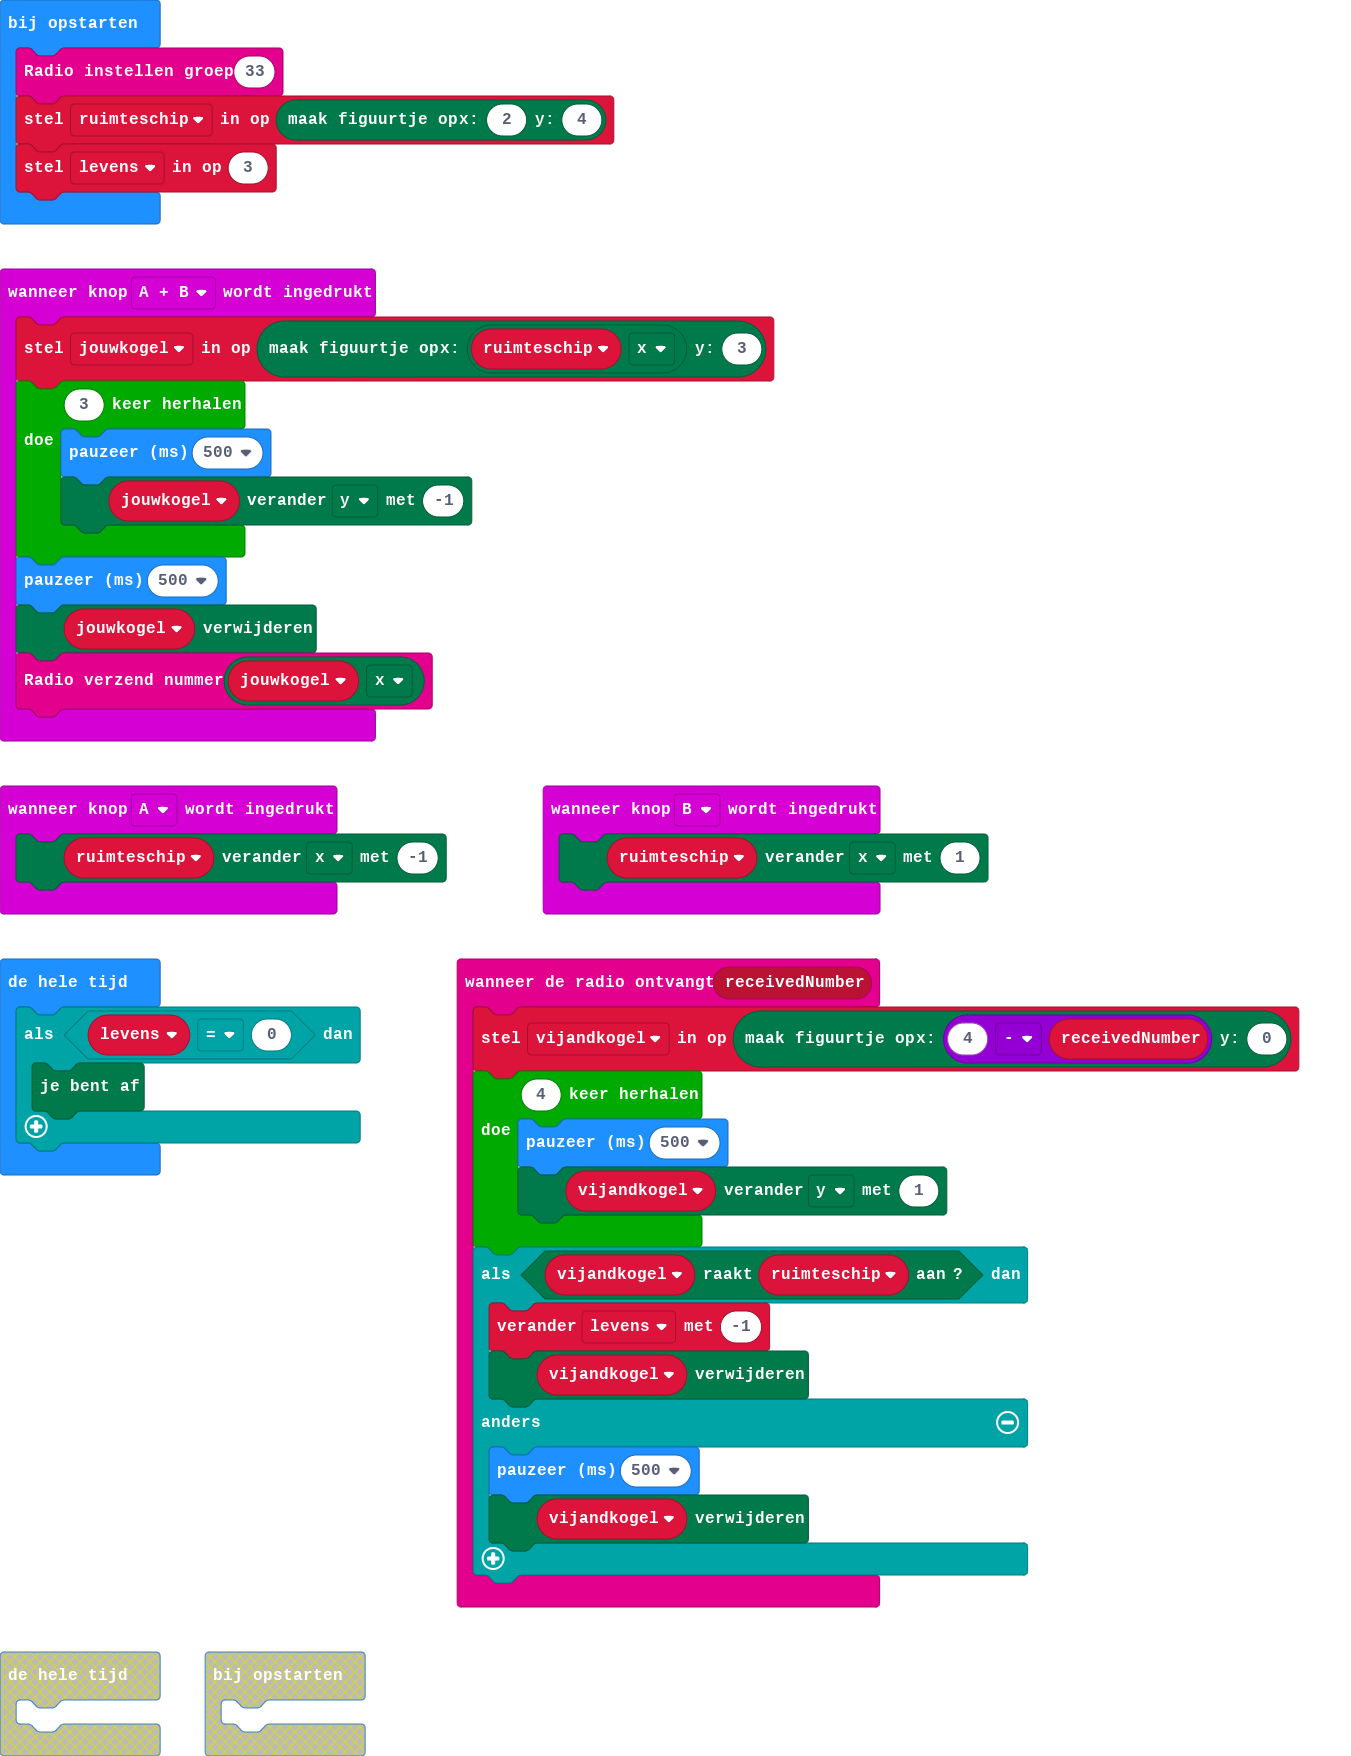 bij opstarten
Radio instellen groep 33
stel ruimteschip in op maak figuurtje opx: 2 y: 4
stel levens in op 3
wanneer knop A + B wordt ingedrukt
stel jouwkogel in op maak figuurtje opx: ruimteschip x y: 3
3 keer herhalen
doe
pauzeer (ms) 500
jouwkogel verander y met -1
pauzeer (ms) 500
jouwkogel verwijderen
Radio verzend nummer jouwkogel x
wanneer knop A wordt ingedrukt
ruimteschip verander x met -1
wanneer knop B wordt ingedrukt
ruimteschip verander x met 1
de hele tijd
als levens = 0 dan
je bent af
wanneer de radio ontvangt receivedNumber
stel vijandkogel in op maak figuurtje opx: 4 - receivedNumber y: 0
4 keer herhalen
doe
pauzeer (ms) 500
vijandkogel verander y met 1
als vijandkogel raakt ruimteschip aan ? dan
verander levens met -1
vijandkogel verwijderen
anders
pauzeer (ms) 500
vijandkogel verwijderen
de hele tijd
bij opstarten